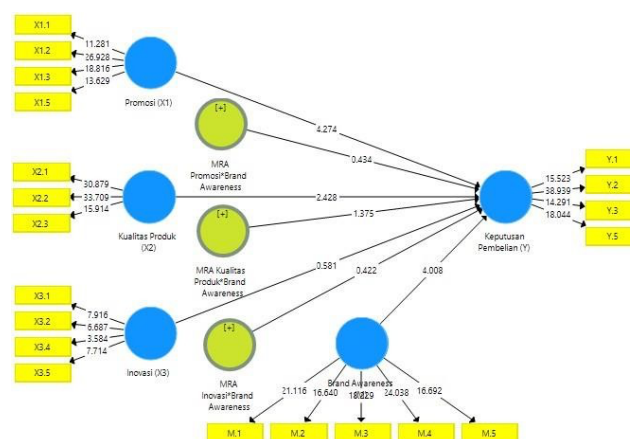 X1.1
X1.2
X1.3
X1.5
11.281
26.928
18.816
13.629
Promosi (X1)
[+]
MRA
Promosi*Brand
Awareness
4.274
0.434
X2.1
X2.2
X2.3
30.879
33.709
15.914
Kualitas Produk
(X2)
[+]
MRA Kualitas
Produk*Brand
Awareness
2.428
1.375
Y.1
Y.2
Y.3
Y.5
15.523
38.939
14.291
18.044
Keputusan
Pembelian (Y)
X3.1
X3.2
X3.4
X3.5
7.916
6.687
3.584
7.714
Inovasi (X3)
[+]
MRA
Inovasi*Brand
Awareness
0.581
0.422
4.008
Brand Awareness
21.116
16.640
24.038
16.692
M.1
M.2
M.3
M.4
M.5